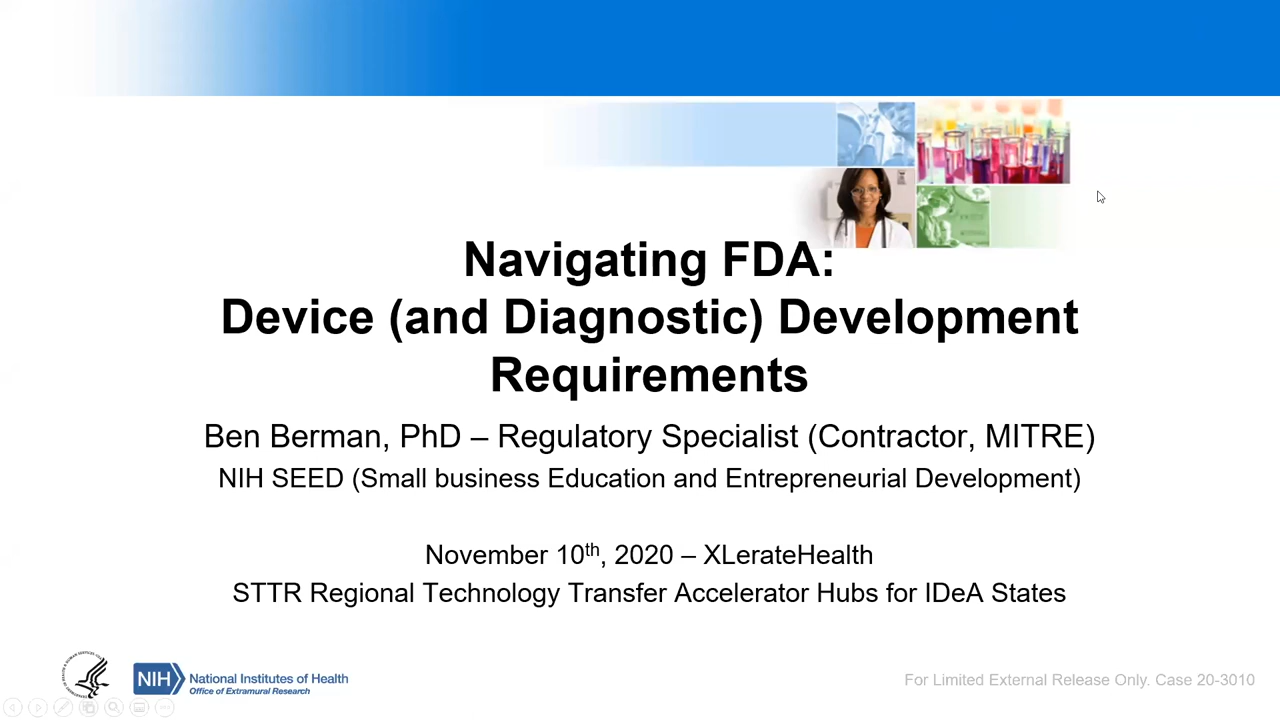 Navigating FDA:
Device (and Diagnostic) Development
Requirements
Ben Berman, PhD – Regulatory Specialist (Contractor, MITRE)
NIH SEED (Small business Education and Entrepreneurial Development)
November 10th, 2020 – XLerateHealth
STTR Regional Technology Transfer Accelerator Hubs for IDeA States
NIH
National Institutes of Health
Office of Extramural Research
For Limited External Release Only. Case 20-3010